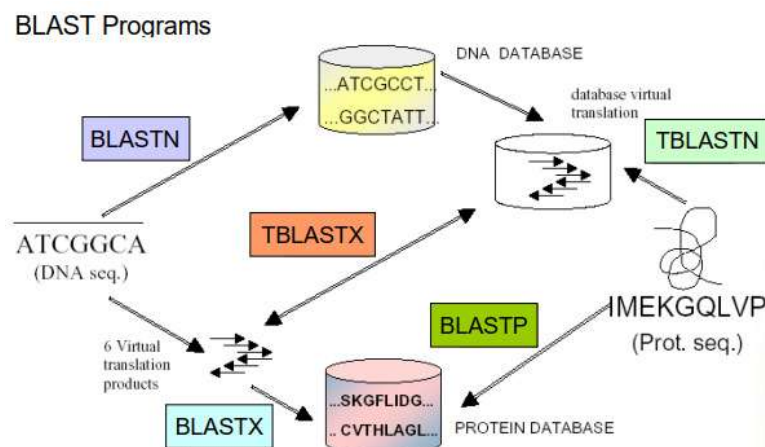 BLAST Programs
DNA DATABASE
...ATCGCCT...
...GGCTATT...
database virtual
translation
BLASTN
TBLASTN
ATCGGCA
(DNA seq.)
TBLASTX
IMEKGQLVP
(Prot. seq.)
BLASTP
6 Virtual
translation
products
...SKGFLIDG...
.. CVTHLAGL...
BLASTX
PROTEIN DATABASE